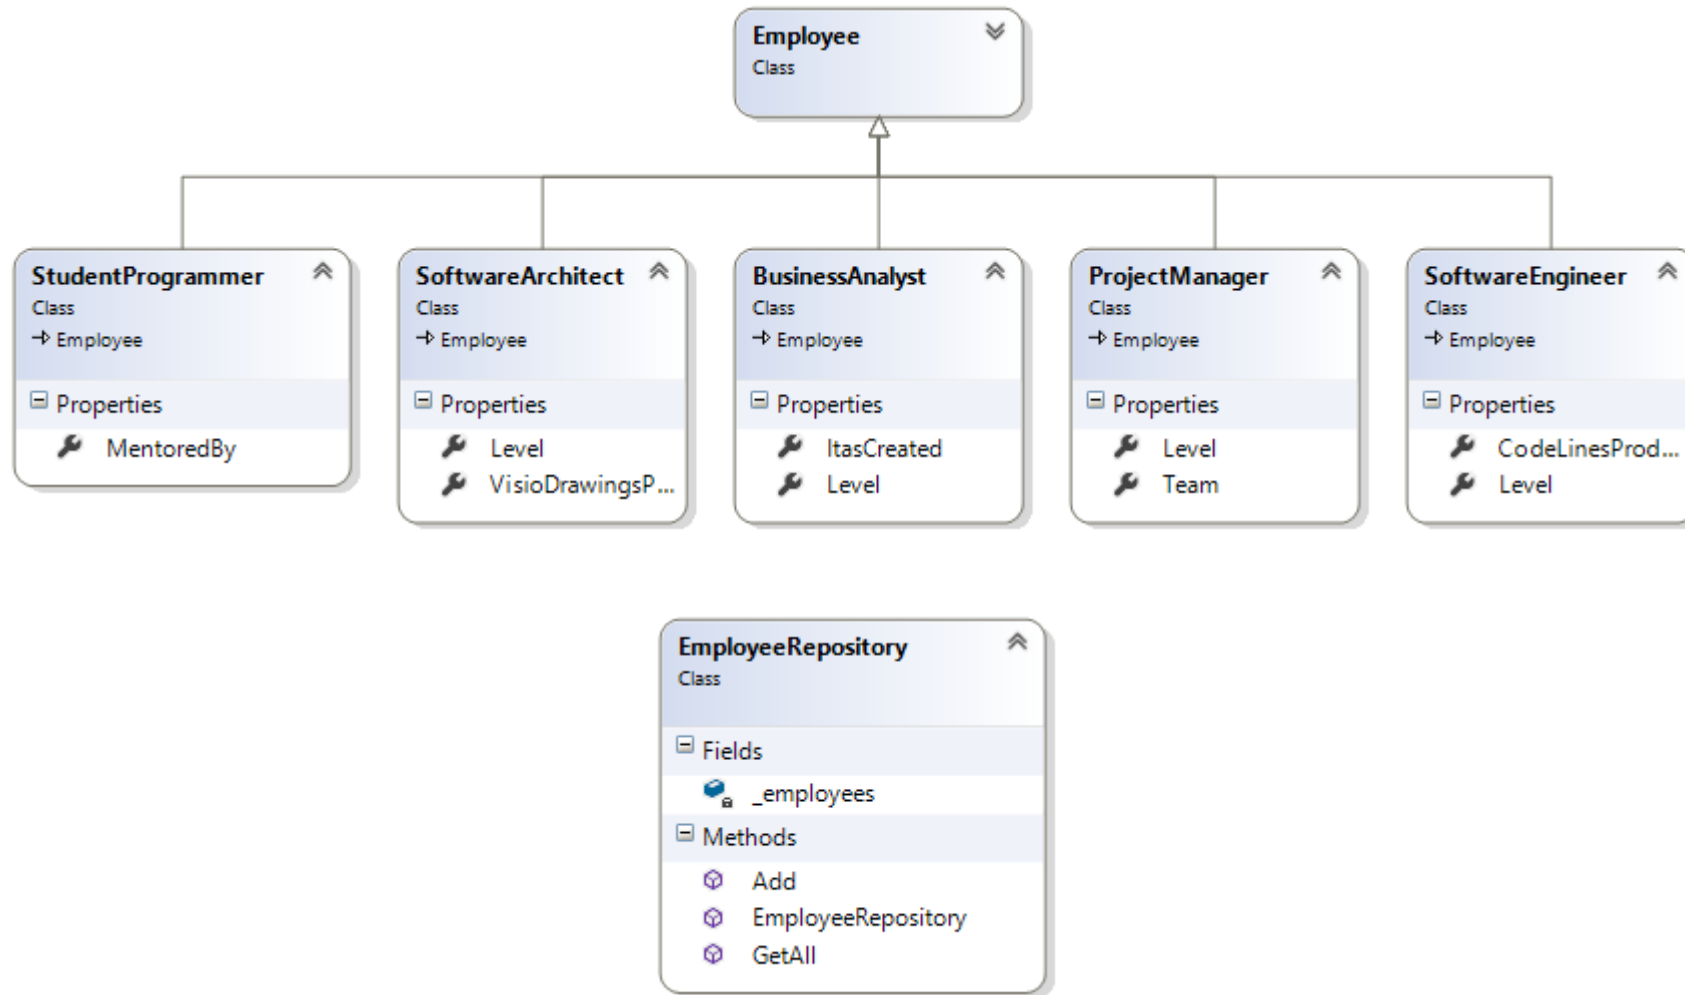 Employee
Class
StudentProgrammer
Class
Employee
Properties
MentoredBy
SoftwareArchitect
Class
Employee
Properties
Level
VisioDrawingsP...
BusinessAnalyst
Class
Employee
Properties
ItasCreated
Level
ProjectManager
Class
Employee
Properties
Level
Team
SoftwareEngineer
Class
Employee
Properties
CodeLinesProd...
Level
EmployeeRepository
Class
Fields
_employees
Methods
Add
EmployeeRepository
GetAll